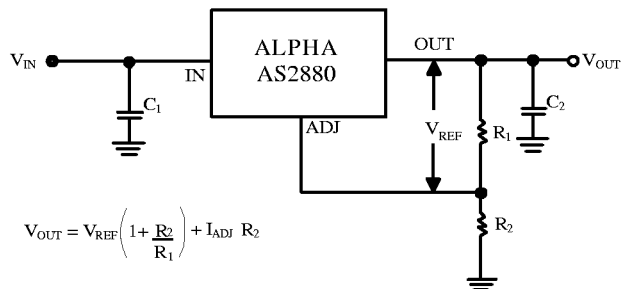 ALPHA
AS2880
V_IN
IN
OUT
V_OUT
C_1
ADJ
V_REF
R_1
C_2
R_2
V_OUT = V_REF(1+ R_2/R_1) + I_ADJ R_2